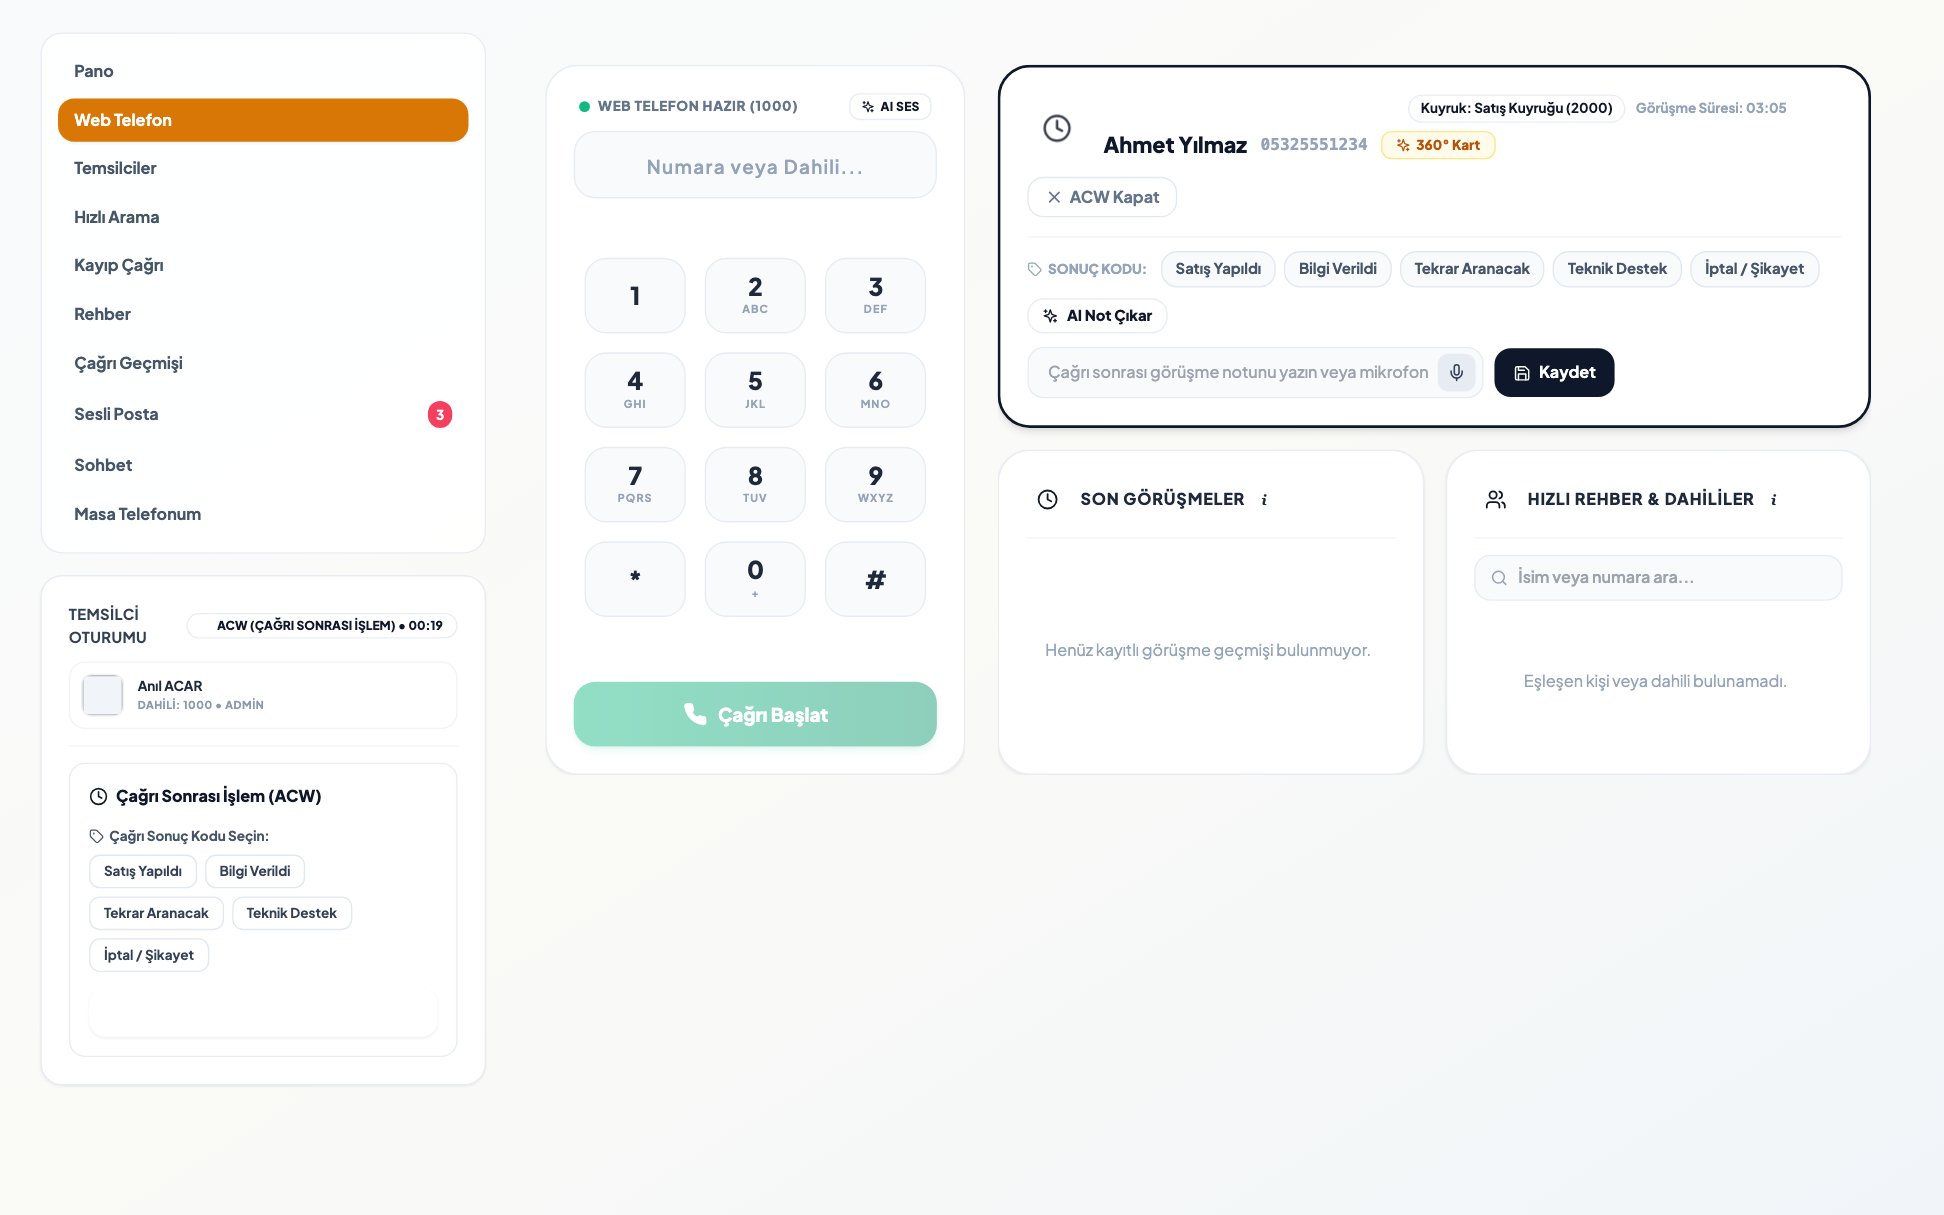 Pano
Web Telefon
Temsilciler
Hızlı Arama
Kayıp Çağrı
Rehber
Çağrı Geçmişi
Sesli Posta 3
Sohbet
Masa Telefonum
TEMSİLCİ
OTURUMU
ACW (ÇAĞRI SONRASI İŞLEM) • 00:19
Anıl ACAR
DAHİLİ: 1000 • ADMİN
Çağrı Sonrası İşlem (ACW)
Çağrı Sonuç Kodu Seçin:
Satış Yapıldı Bilgi Verildi
Tekrar Aranacak Teknik Destek
İptal / Şikayet
WEB TELEFON HAZIR (1000) AI SES
Numara veya Dahili...
1 2 3
ABC DEF
4 5 6
GHI JKL MNO
7 8 9
PQRS TUV WXYZ
* 0 #
+
Çağrı Başlat
Kuyruk: Satış Kuyruğu (2000) Görüşme Süresi: 03:05
Ahmet Yılmaz 05325551234 360° Kart
ACW Kapat
SONUÇ KODU: Satış Yapıldı Bilgi Verildi Tekrar Aranacak Teknik Destek İptal / Şikayet
AI Not Çıkar
Çağrı sonrası görüşme notunu yazın veya mikrofon
Kaydet
SON GÖRÜŞMELER i
Henüz kayıtlı görüşme geçmişi bulunmuyor.
HIZLI REHBER & DAHİLİLER i
İsim veya numara ara...
Eşleşen kişi veya dahili bulunamadı.